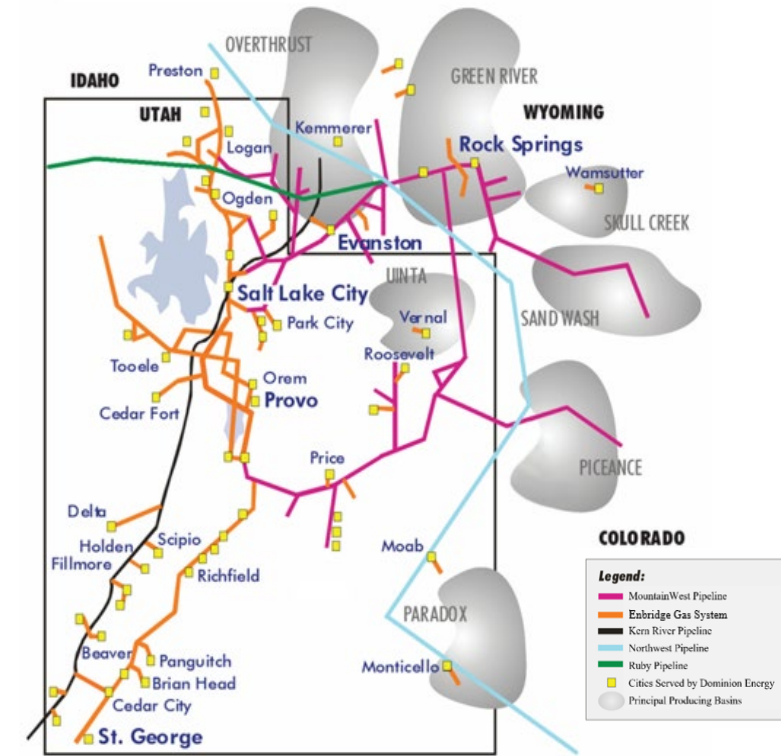 OVERTHRUST
Preston
GREEN RIVER
IDAHO
UTAH
WYOMING
Kemmerer
Logan
Rock Springs
Wamsutter
Ogden
SKULL CREEK
Evanston
UINTA
Salt Lake City
SAND WASH
Park City
Vernal
Roosevelt
Tooele
Orem
Provo
Cedar Fort
Price
PICEANCE
Delta
Holden
Scipio
Fillmore
Richfield
Moab
COLORADO
Legend:
MountainWest Pipeline
Enbridge Gas System
Kern River Pipeline
Northwest Pipeline
Ruby Pipeline
Cities Served by Dominion Energy
Principal Producing Basins
PARADOX
Beaver
Panguitch
Monticello
Brian Head
Cedar City
St. George